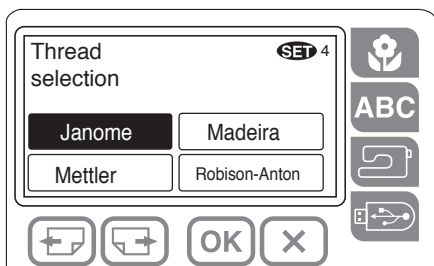 Thread SET 4
selection
Janome Madeira
Mettler Robison-Anton
ABC
OK